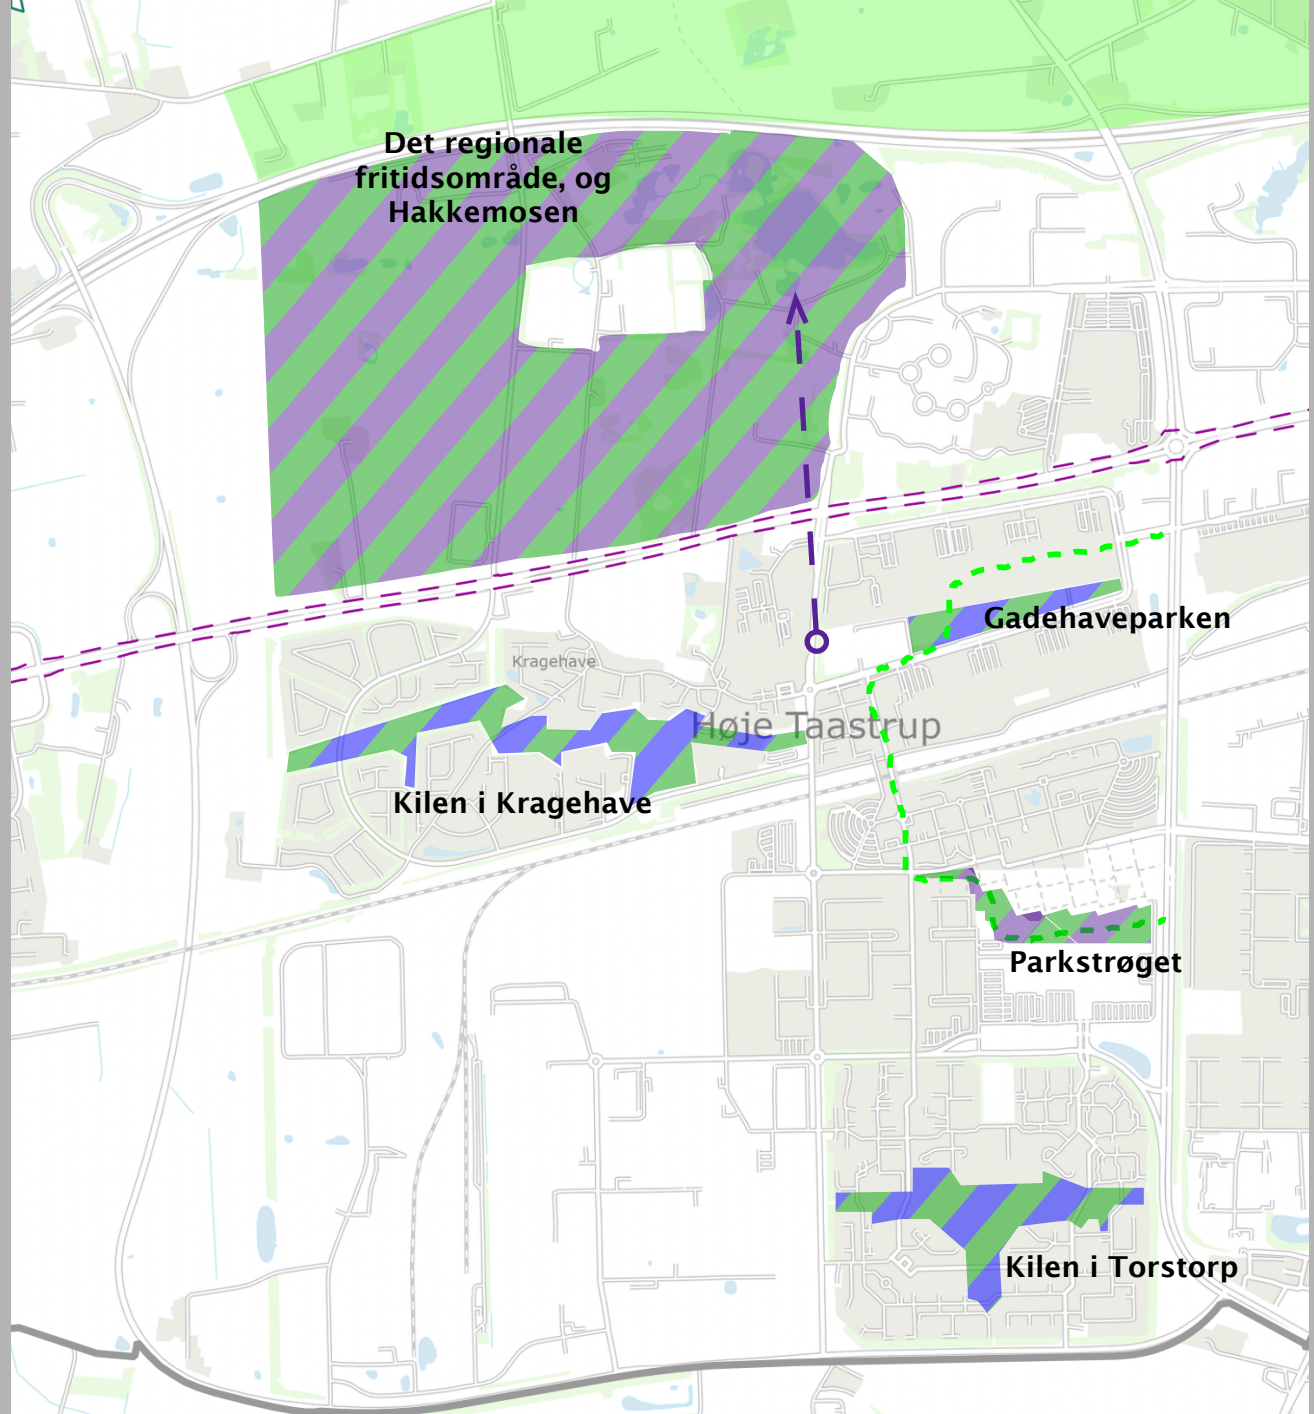 Det regionale
fritidsområde, og
Hakkemosen
Gadehaveparken
Kragehave
Høje Taastrup
Kilen i Kragehave
Parkstrøget
Kilen i Torstorp